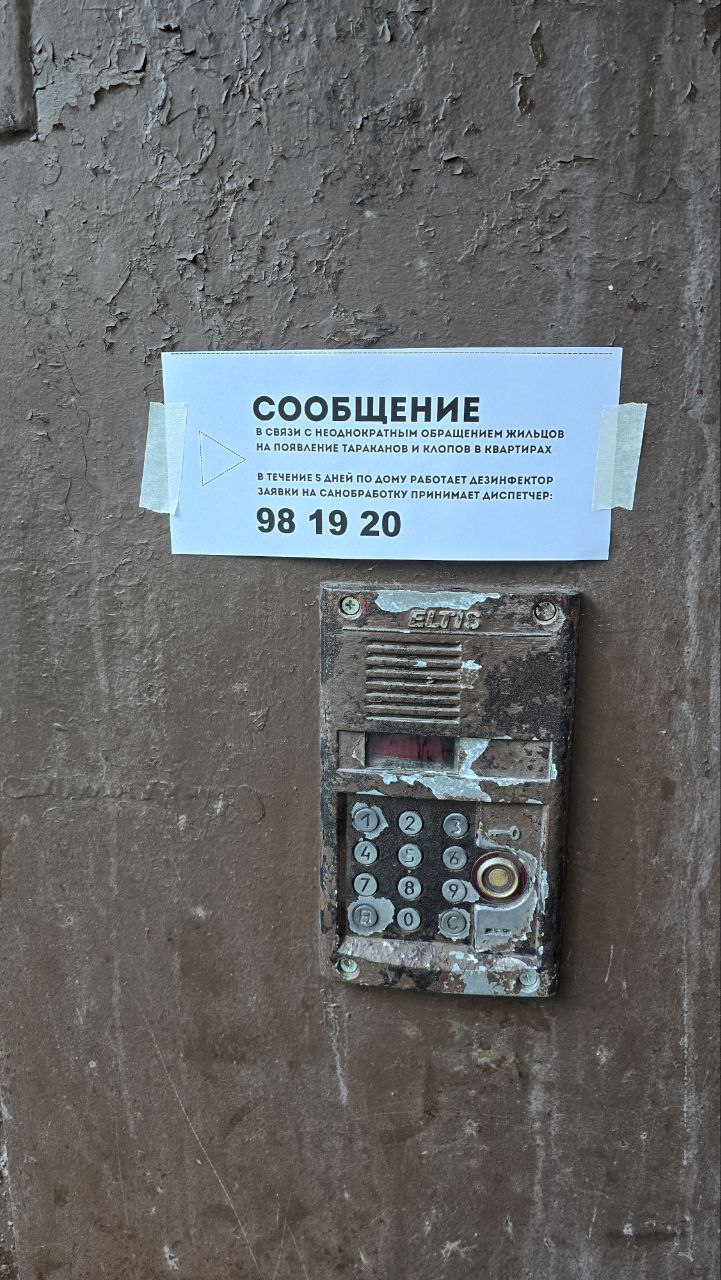 СООБЩЕНИЕ
В СВЯЗИ С НЕОДНОКРАТНЫМ ОБРАЩЕНИЕМ ЖИЛЬЦОВ
НА ПОЯВЛЕНИЕ ТАРАКАНОВ И КЛОПОВ В КВАРТИРАХ
В ТЕЧЕНИЕ 5 ДНЕЙ ПО ДОМУ РАБОТАЕТ ДЕЗИНФЕКТОР
ЗАЯВКИ НА САНОБРАБОТКУ ПРИНИМАЕТ ДИСПЕТЧЕР:
98 19 20
ELTIS
1 2 3
4 5 6
7 8 9
B 0 C